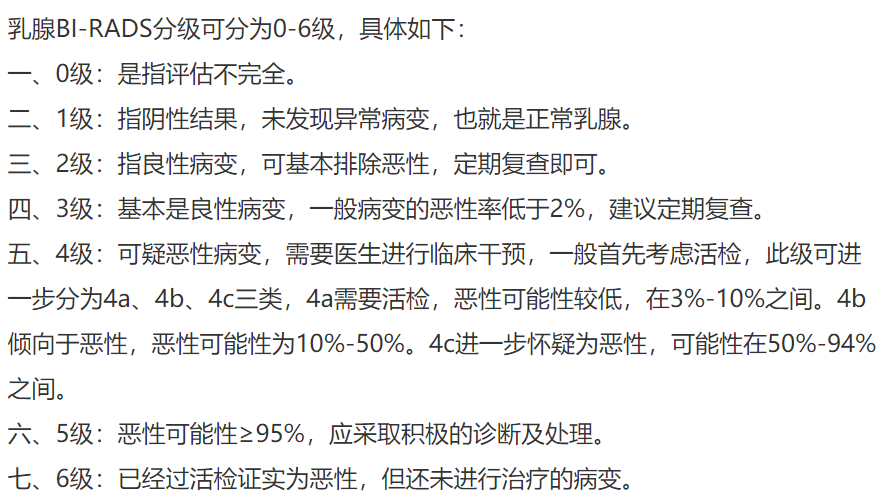 乳腺BI-RADS分级可分为0-6级，具体如下：
一、0级：是指评估不完全。
二、1级：指阴性结果，未发现异常病变，也就是正常乳腺。
三、2级：指良性病变，可基本排除恶性，定期复查即可。
四、3级：基本是良性病变，一般病变的恶性率低于2%，建议定期复查。
五、4级：可疑恶性病变，需要医生进行临床干预，一般首先考虑活检，此级可进
一步分为4a、4b、4c三类，4a需要活检，恶性可能性较低，在3%-10%之间。4b
倾向于恶性，恶性可能性为10%-50%。4c进一步怀疑为恶性，可能性在50%-94%
之间。
六、5级：恶性可能性≥95%，应采取积极的诊断及处理。
七、6级：已经过活检证实为恶性，但还未进行治疗的病变。